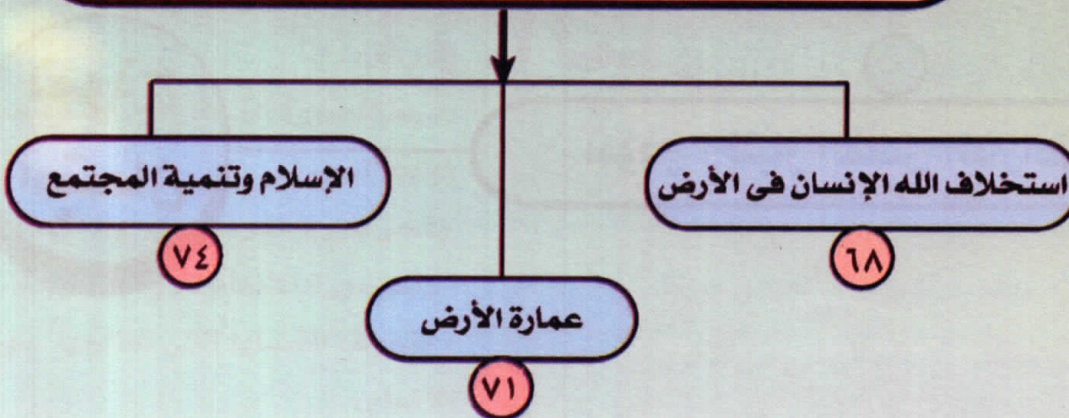 استخلاف الله الإنسان فى الأرض
٦٨
عمارة الأرض
٧١
الإسلام وتنمية المجتمع
٧٤